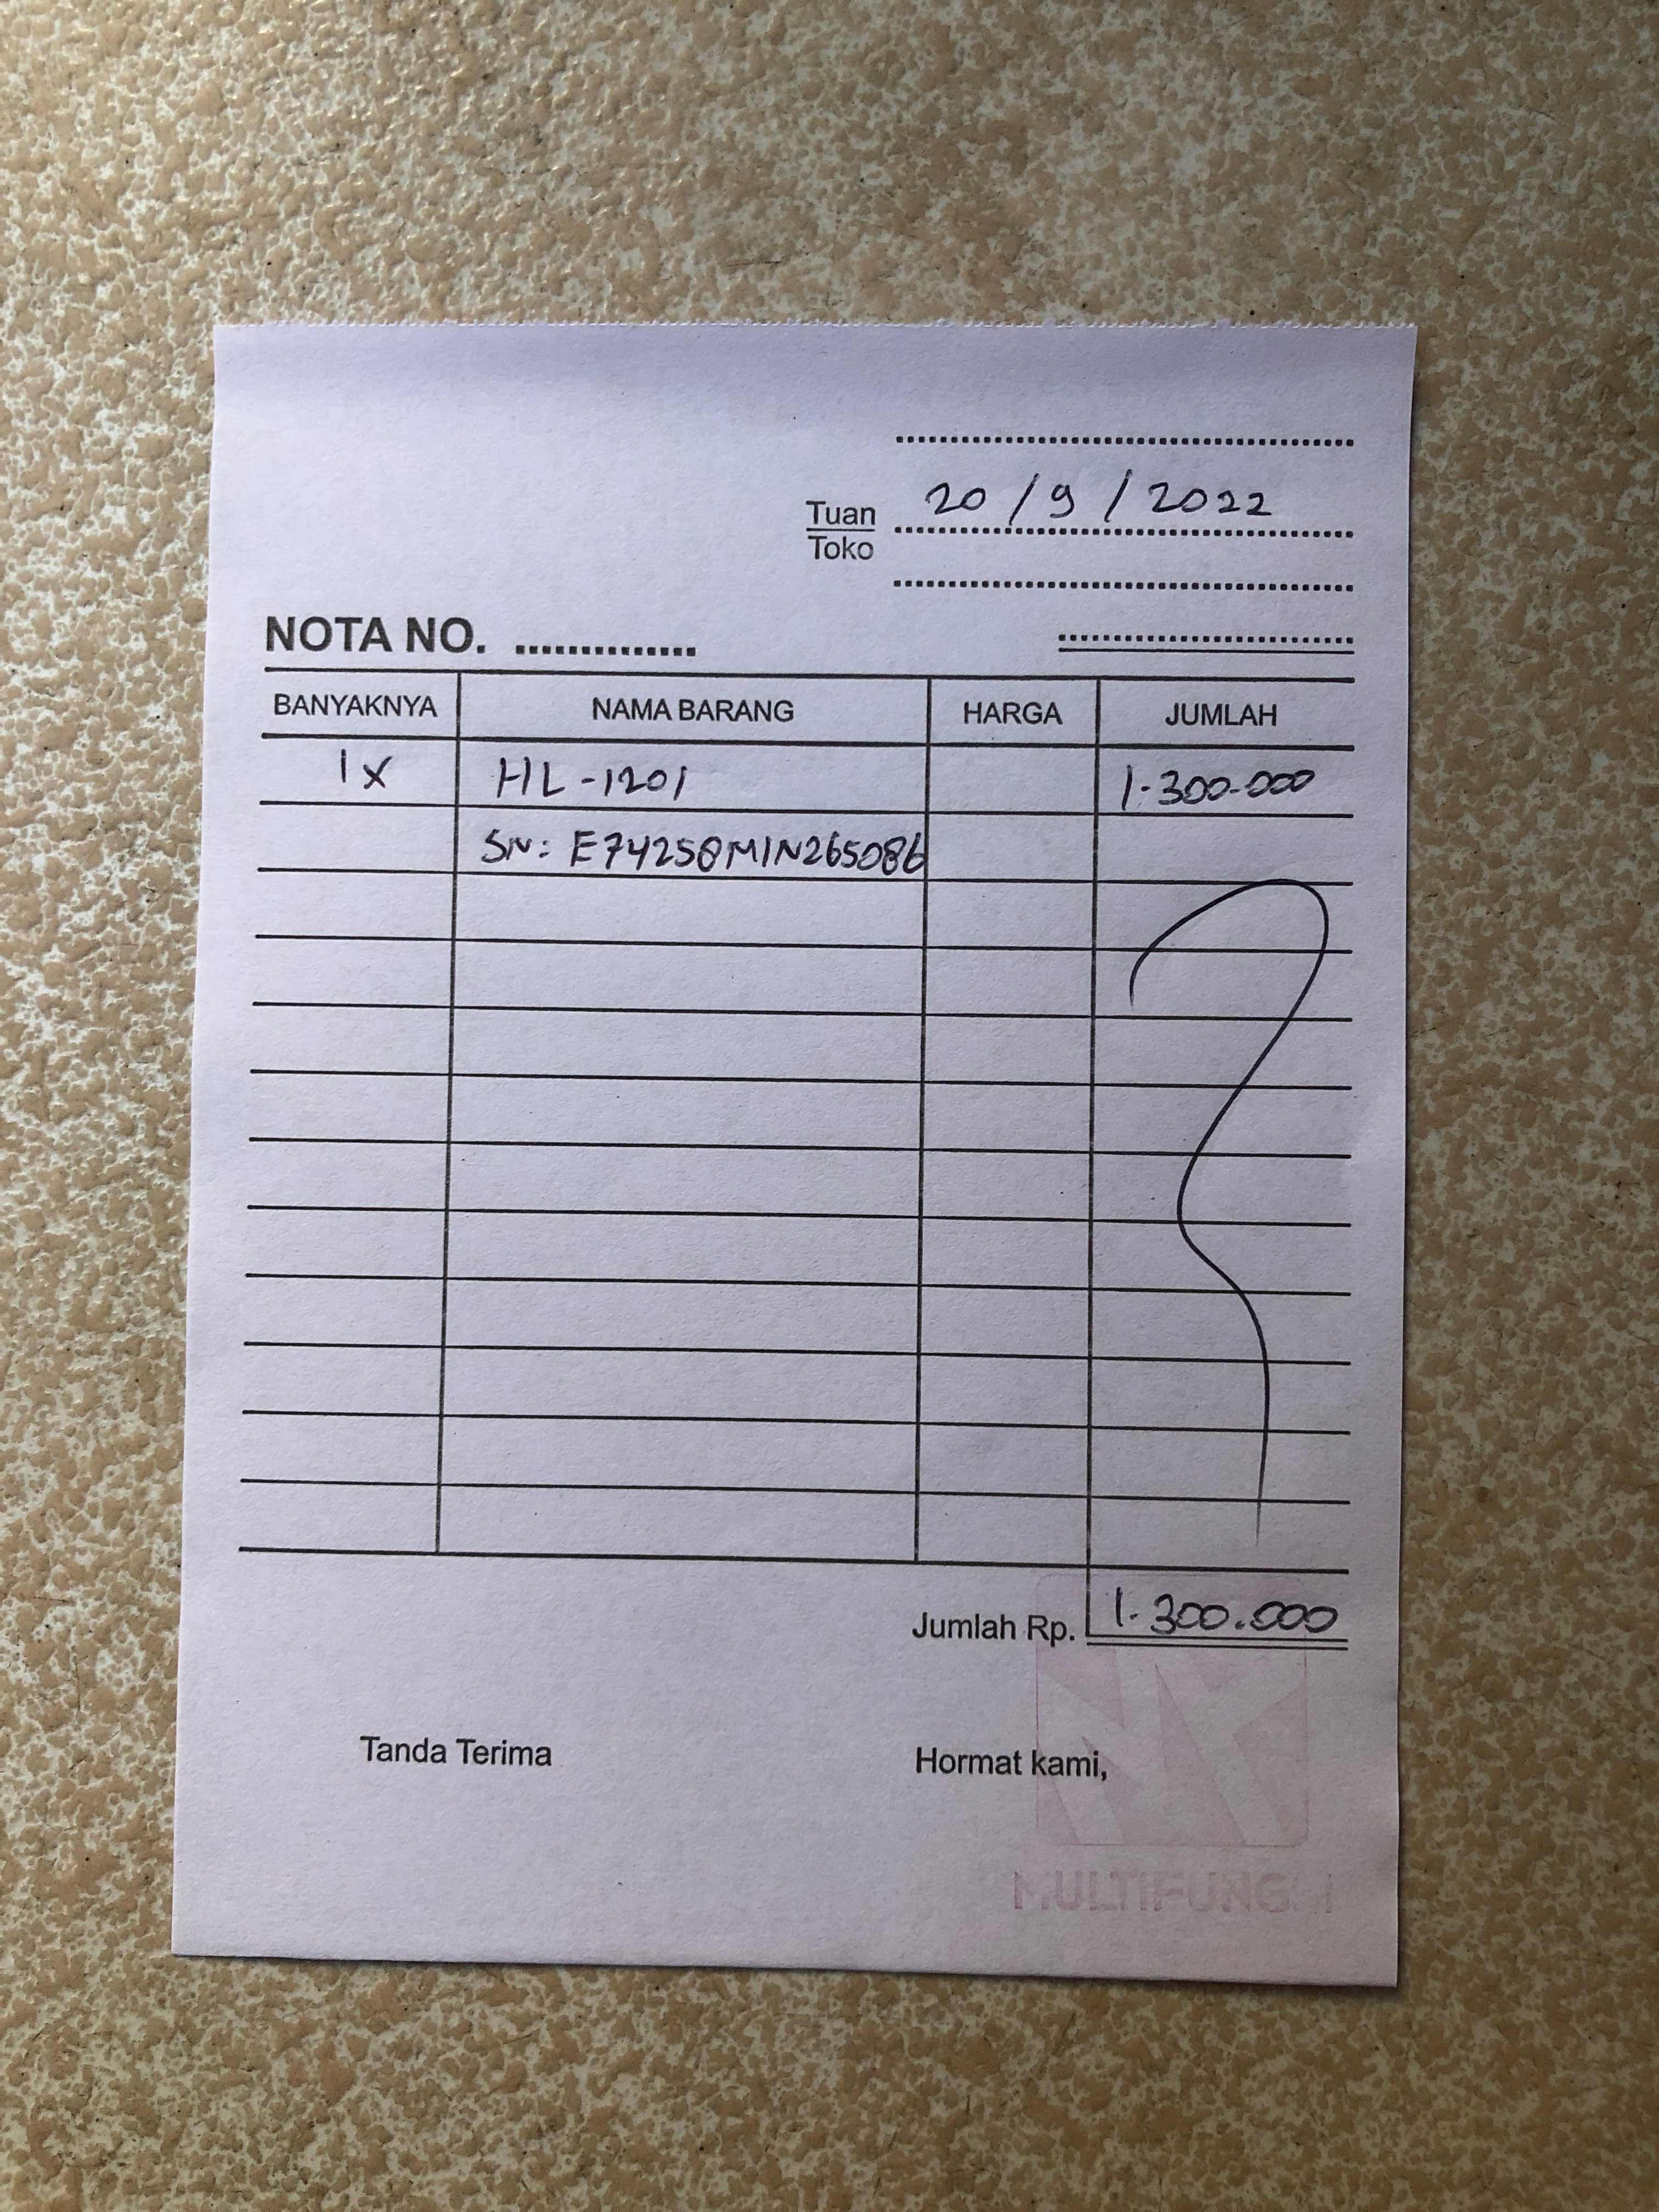 20/9/2022
Tuan
Toko
NOTA NO. ..............
BANYAKNYA NAMA BARANG HARGA JUMLAH
1x HL-1201 1.300.000
SN: E74250M1N265086
Jumlah Rp. 1.300.000
Tanda Terima Hormat kami,
MULTIFUNGSI